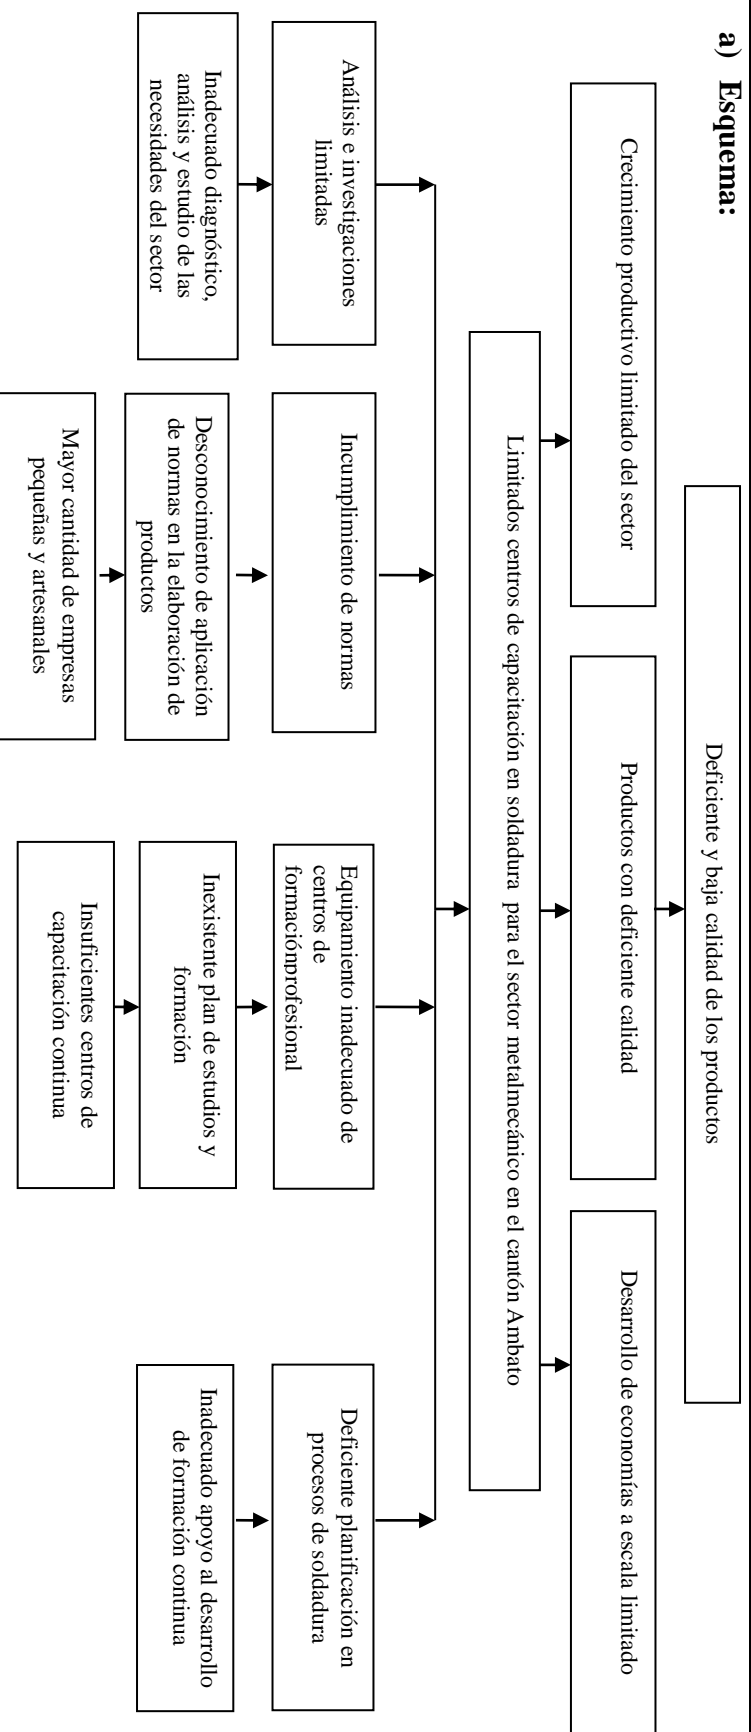 a) Esquema:
Deficiente y baja calidad de los productos
Crecimiento productivo limitado del sector
Productos con deficiente calidad
Desarrollo de economías a escala limitado
Limitados centros de capacitación en soldadura para el sector metalmecánico en el cantón Ambato
Análisis e investigaciones
limitadas
Incumplimiento de normas
Equipamiento inadecuado de
centros de
formaciónprofesional
Deficiente planificación en
procesos de soldadura
Inadecuado diagnóstico,
análisis y estudio de las
necesidades del sector
Desconocimiento de aplicación
de normas en la elaboración de
productos
Inexistente plan de estudios y
formación
Inadecuado apoyo al desarrollo
de formación continua
Mayor cantidad de empresas
pequeñas y artesanales
Insuficientes centros de
capacitación continua